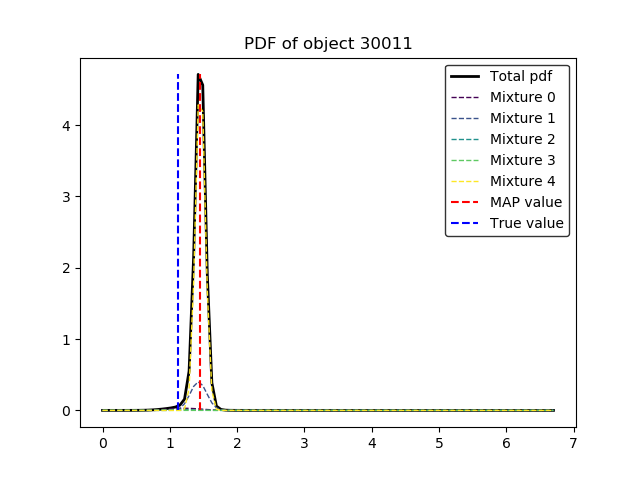 PDF of object 30011
Total pdf
Mixture 0
Mixture 1
Mixture 2
Mixture 3
Mixture 4
MAP value
True value
4
3
2
1
0
0 1 2 3 4 5 6 7